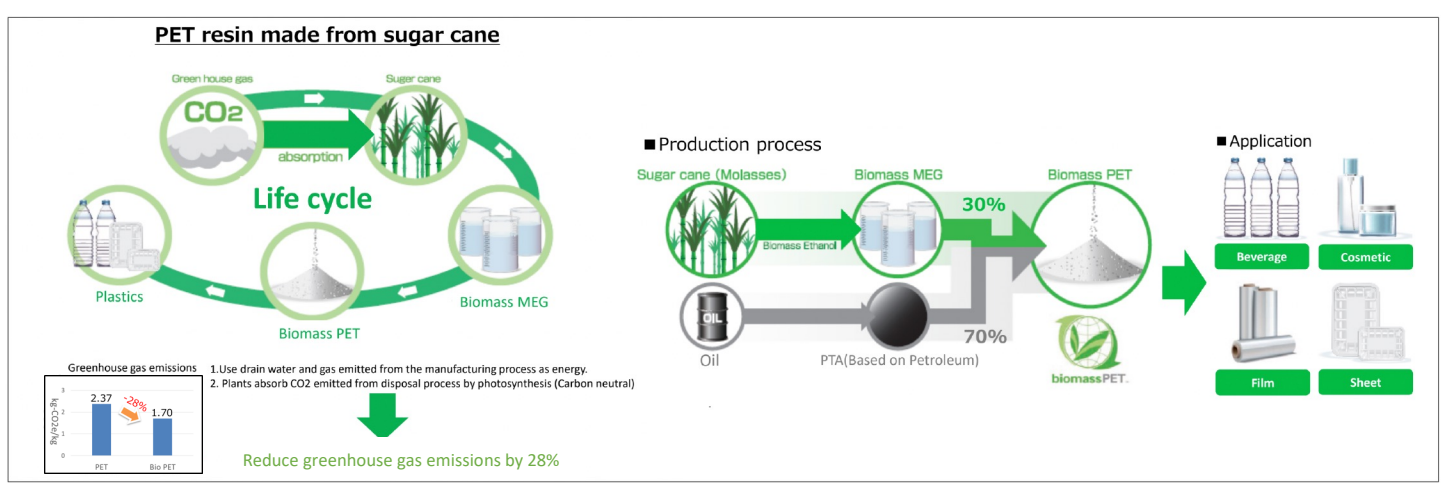 PET resin made from sugar cane
Green house gas
Suger cane
CO2
absorption
Life cycle
Plastics
Biomass MEG
Biomass PET
Greenhouse gas emissions
kg-CO2e/kg
3
2
1
0
2.37
-28%
1.70
PET
Bio PET
1.Use drain water and gas emitted from the manufacturing process as energy.
2. Plants absorb CO2 emitted from disposal process by photosynthesis (Carbon neutral)
Reduce greenhouse gas emissions by 28%
■Production process
Sugar cane (Molasses)
Biomass MEG
Biomass PET
30%
Biomass Ethanol
OIL
70%
Oil
PTA(Based on Petroleum)
biomassPET
■Application
Beverage
Cosmetic
Film
Sheet